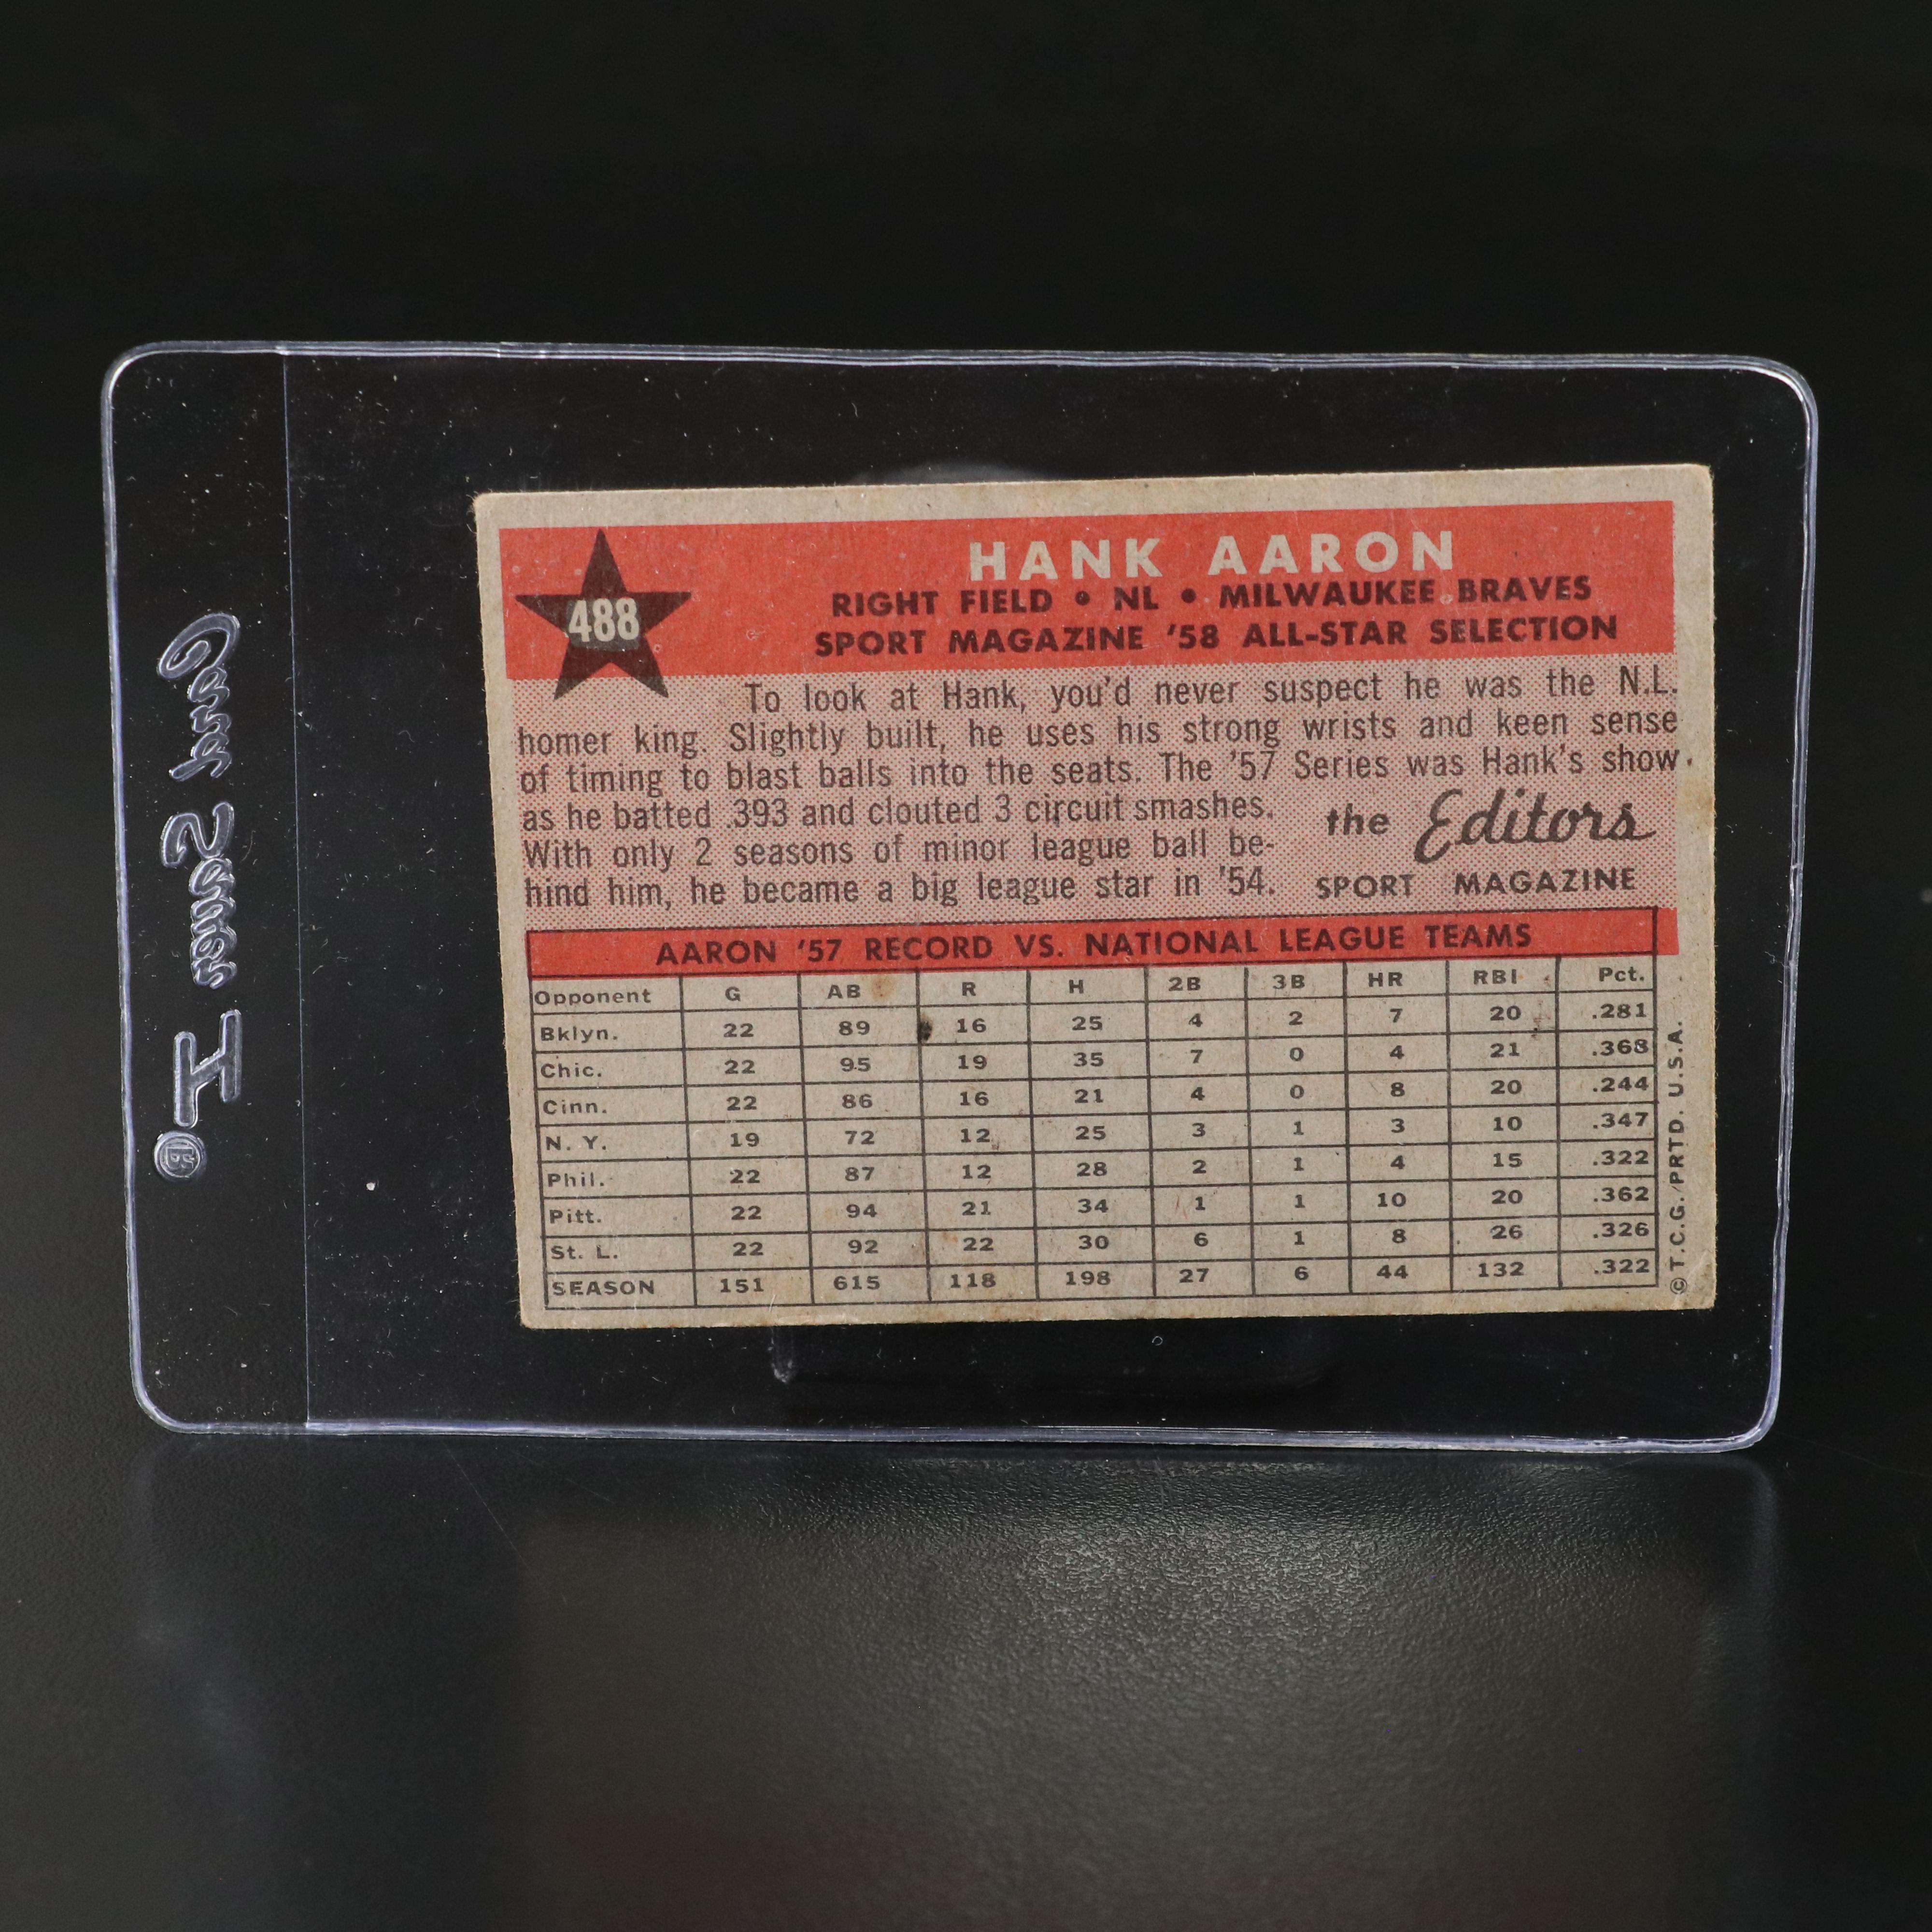 HANK AARON
RIGHT FIELD • NL • MILWAUKEE BRAVES
SPORT MAGAZINE '58 ALL-STAR SELECTION
488
To look at Hank, you'd never suspect he was the N.L.
homer king. Slightly built, he uses his strong wrists and keen sense
of timing to blast balls into the seats. The '57 Series was Hank's show
as he batted .393 and clouted 3 circuit smashes.
With only 2 seasons of minor league ball be-
hind him, he became a big league star in '54.
the Editors
SPORT MAGAZINE
AARON '57 RECORD VS. NATIONAL LEAGUE TEAMS
Opponent G AB R H 2B 3B HR RBI Pct.
Bklyn. 22 89 16 25 4 2 7 20 .281
Chic. 22 95 19 35 7 0 4 21 .368
Cinn. 22 86 16 21 4 0 8 20 .244
N. Y. 19 72 12 25 3 1 3 10 .347
Phil. 22 87 12 28 2 1 4 15 .322
Pitt. 22 94 21 34 1 1 10 20 .362
St. L. 22 92 22 30 6 1 8 26 .326
SEASON 151 615 118 198 27 6 44 132 .322
© T.C.G. PRTD. U.S.A.
Card Saver I ®